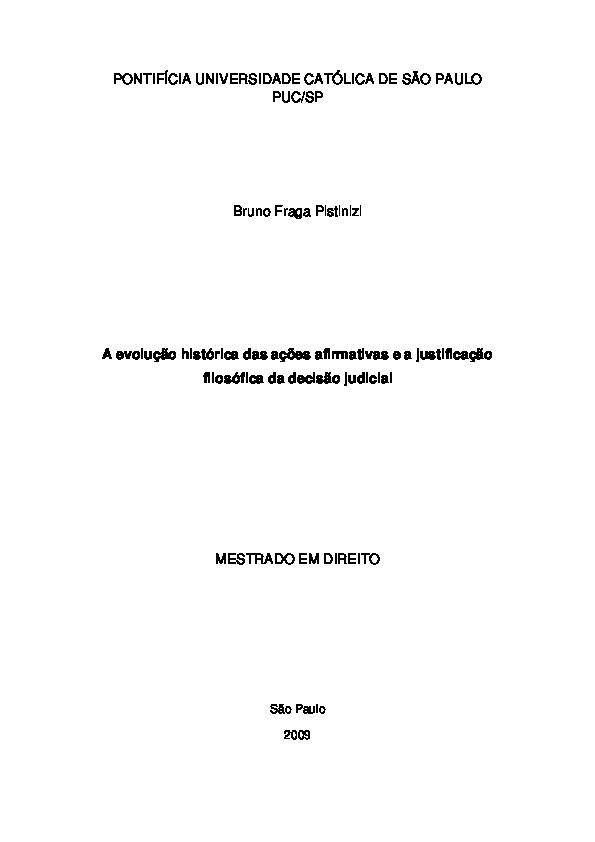 PONTIFÍCIA UNIVERSIDADE CATÓLICA DE SÃO PAULO
PUC/SP
Bruno Fraga Pistinizi
A evolução histórica das ações afirmativas e a justificação
filosófica da decisão judicial
MESTRADO EM DIREITO
São Paulo
2009